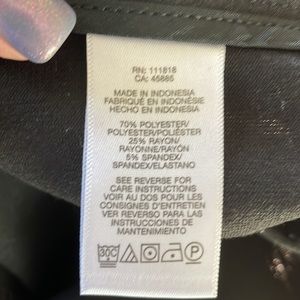 RN: 111818
CA: 45885
MADE IN INDONESIA
FABRIQUÉ EN INDONÉSIE
HECHO EN INDONESIA
70% POLYESTER/
POLYESTER/POLIÉSTER
25% RAYON/
RAYONNE/RAYÓN
5% SPANDEX/
SPANDEX/ELASTANO
SEE REVERSE FOR
CARE INSTRUCTIONS
VOIR AU DOS POUR LES
CONSIGNES D'ENTRETIEN
VER REVERSO PARA LAS
INSTRUCCIONES DE
MANTENIMIENTO
30C
P